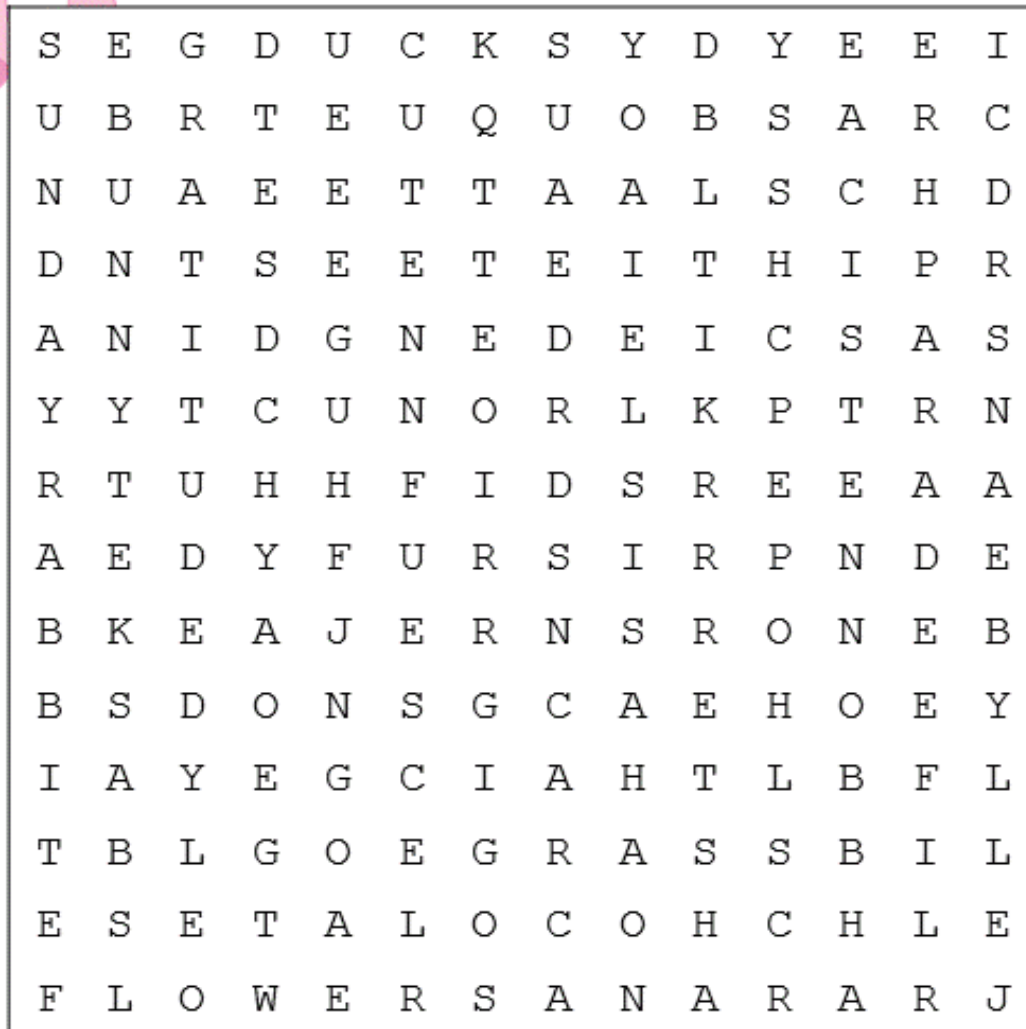 S E G D U C K S Y D Y E E I
U B R T E U Q U O B S A R C
N U A E E T T A A L S C H D
D N T S E E T E I T H I P R
A N I D G N E D E I C S A S
Y Y T C U N O R L K P T R N
R T U H H F I D S R E E A A
A E D Y F U R S I R P N D E
B K E A J E R N S R O N E B
B S D O N S G C A E H O E Y
I A Y E G C I A H T L B F L
T B L G O E G R A S S B I L
E S E T A L O C O H C H L E
F L O W E R S A N A R A R J